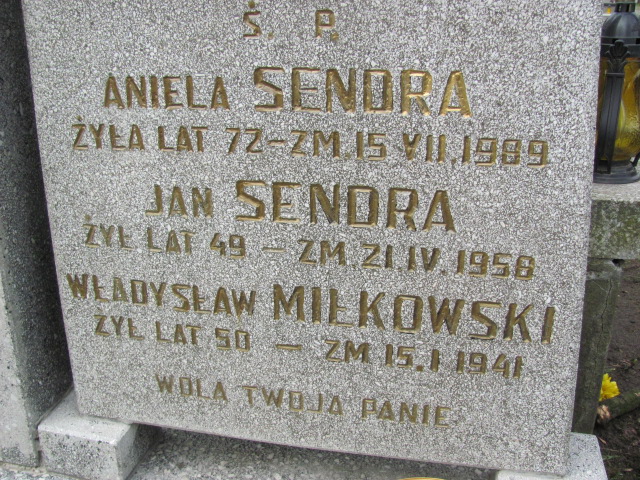 Ś. P.
ANIELA SENDRA
ŻYŁA LAT 72-ZM.15 VII.1989
JAN SENDRA
ŻYŁ LAT 49 - ZM.21.IV.1958
WŁADYSŁAW MIŁKOWSKI
ŻYŁ LAT 50 - ZM 15.I 1941
WOLA TWOJA PANIE